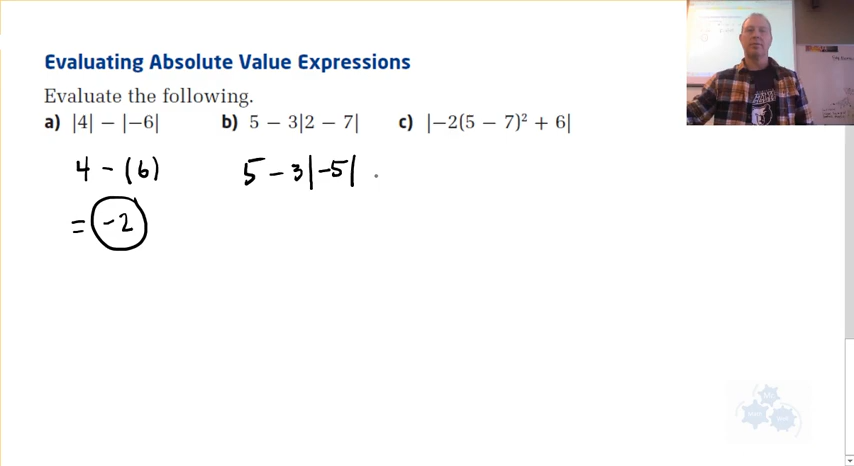 Evaluating Absolute Value Expressions
Evaluate the following.
a) |4| − |−6| b) 5 − 3|2 − 7| c) |−2(5 − 7)² + 6|
4 - (6) 5 - 3|-5|
= -2